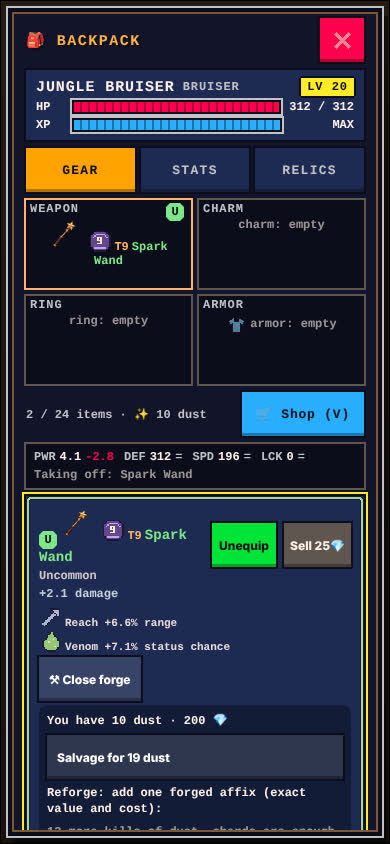 BACKPACK
JUNGLE BRUISER BRUISER LV 20
HP 312 / 312
XP MAX
GEAR STATS RELICS
WEAPON U
9 T9 Spark
Wand
CHARM
charm: empty
RING
ring: empty
ARMOR
armor: empty
2 / 24 items · ✨ 10 dust
🛒 Shop (V)
PWR 4.1 -2.8 DEF 312 = SPD 196 = LCK 0 =
Taking off: Spark Wand
U 9 T9 Spark
Wand
Unequip Sell 25💎
Uncommon
+2.1 damage
Reach +6.6% range
Venom +7.1% status chance
⚒ Close forge
You have 10 dust · 200 💎
Salvage for 19 dust
Reforge: add one forged affix (exact
value and cost):